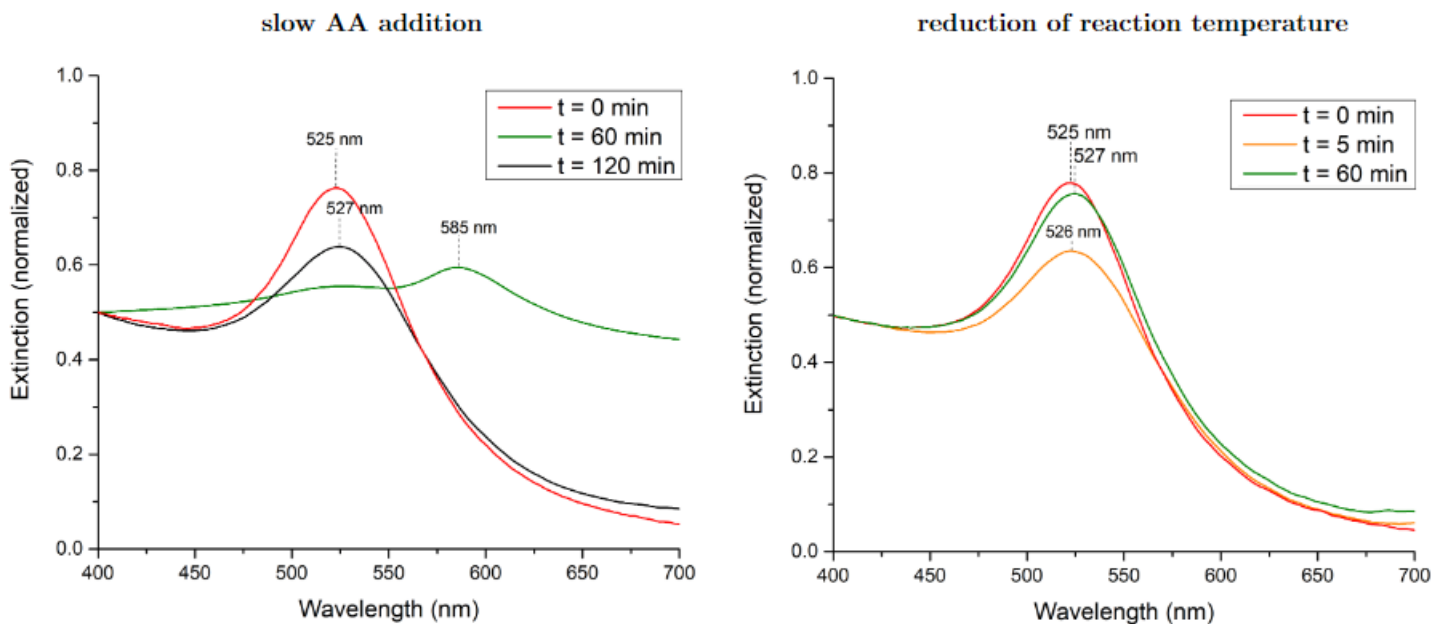 slow AA addition
Extinction (normalized)
1.0
0.8
0.6
0.4
0.2
0.0
t = 0 min
t = 60 min
t = 120 min
525 nm
527 nm
585 nm
400
450
500
550
600
650
700
Wavelength (nm)
reduction of reaction temperature
Extinction (normalized)
1.0
0.8
0.6
0.4
0.2
0.0
t = 0 min
t = 5 min
t = 60 min
525 nm
527 nm
526 nm
400
450
500
550
600
650
700
Wavelength (nm)